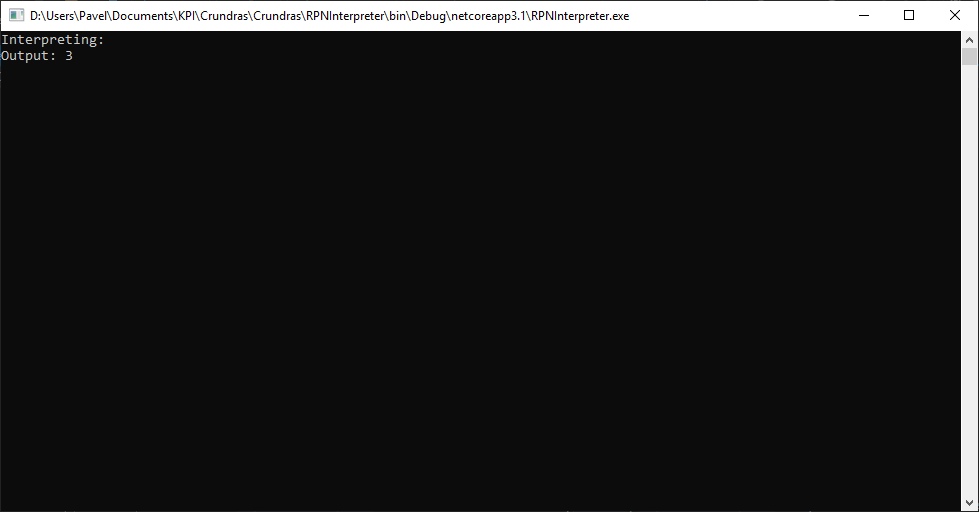 D:\Users\Pavel\Documents\KPI\Crundras\Crundras\RPNInterpreter\bin\Debug\netcoreapp3.1\RPNInterpreter.exe
Interpreting:
Output: 3